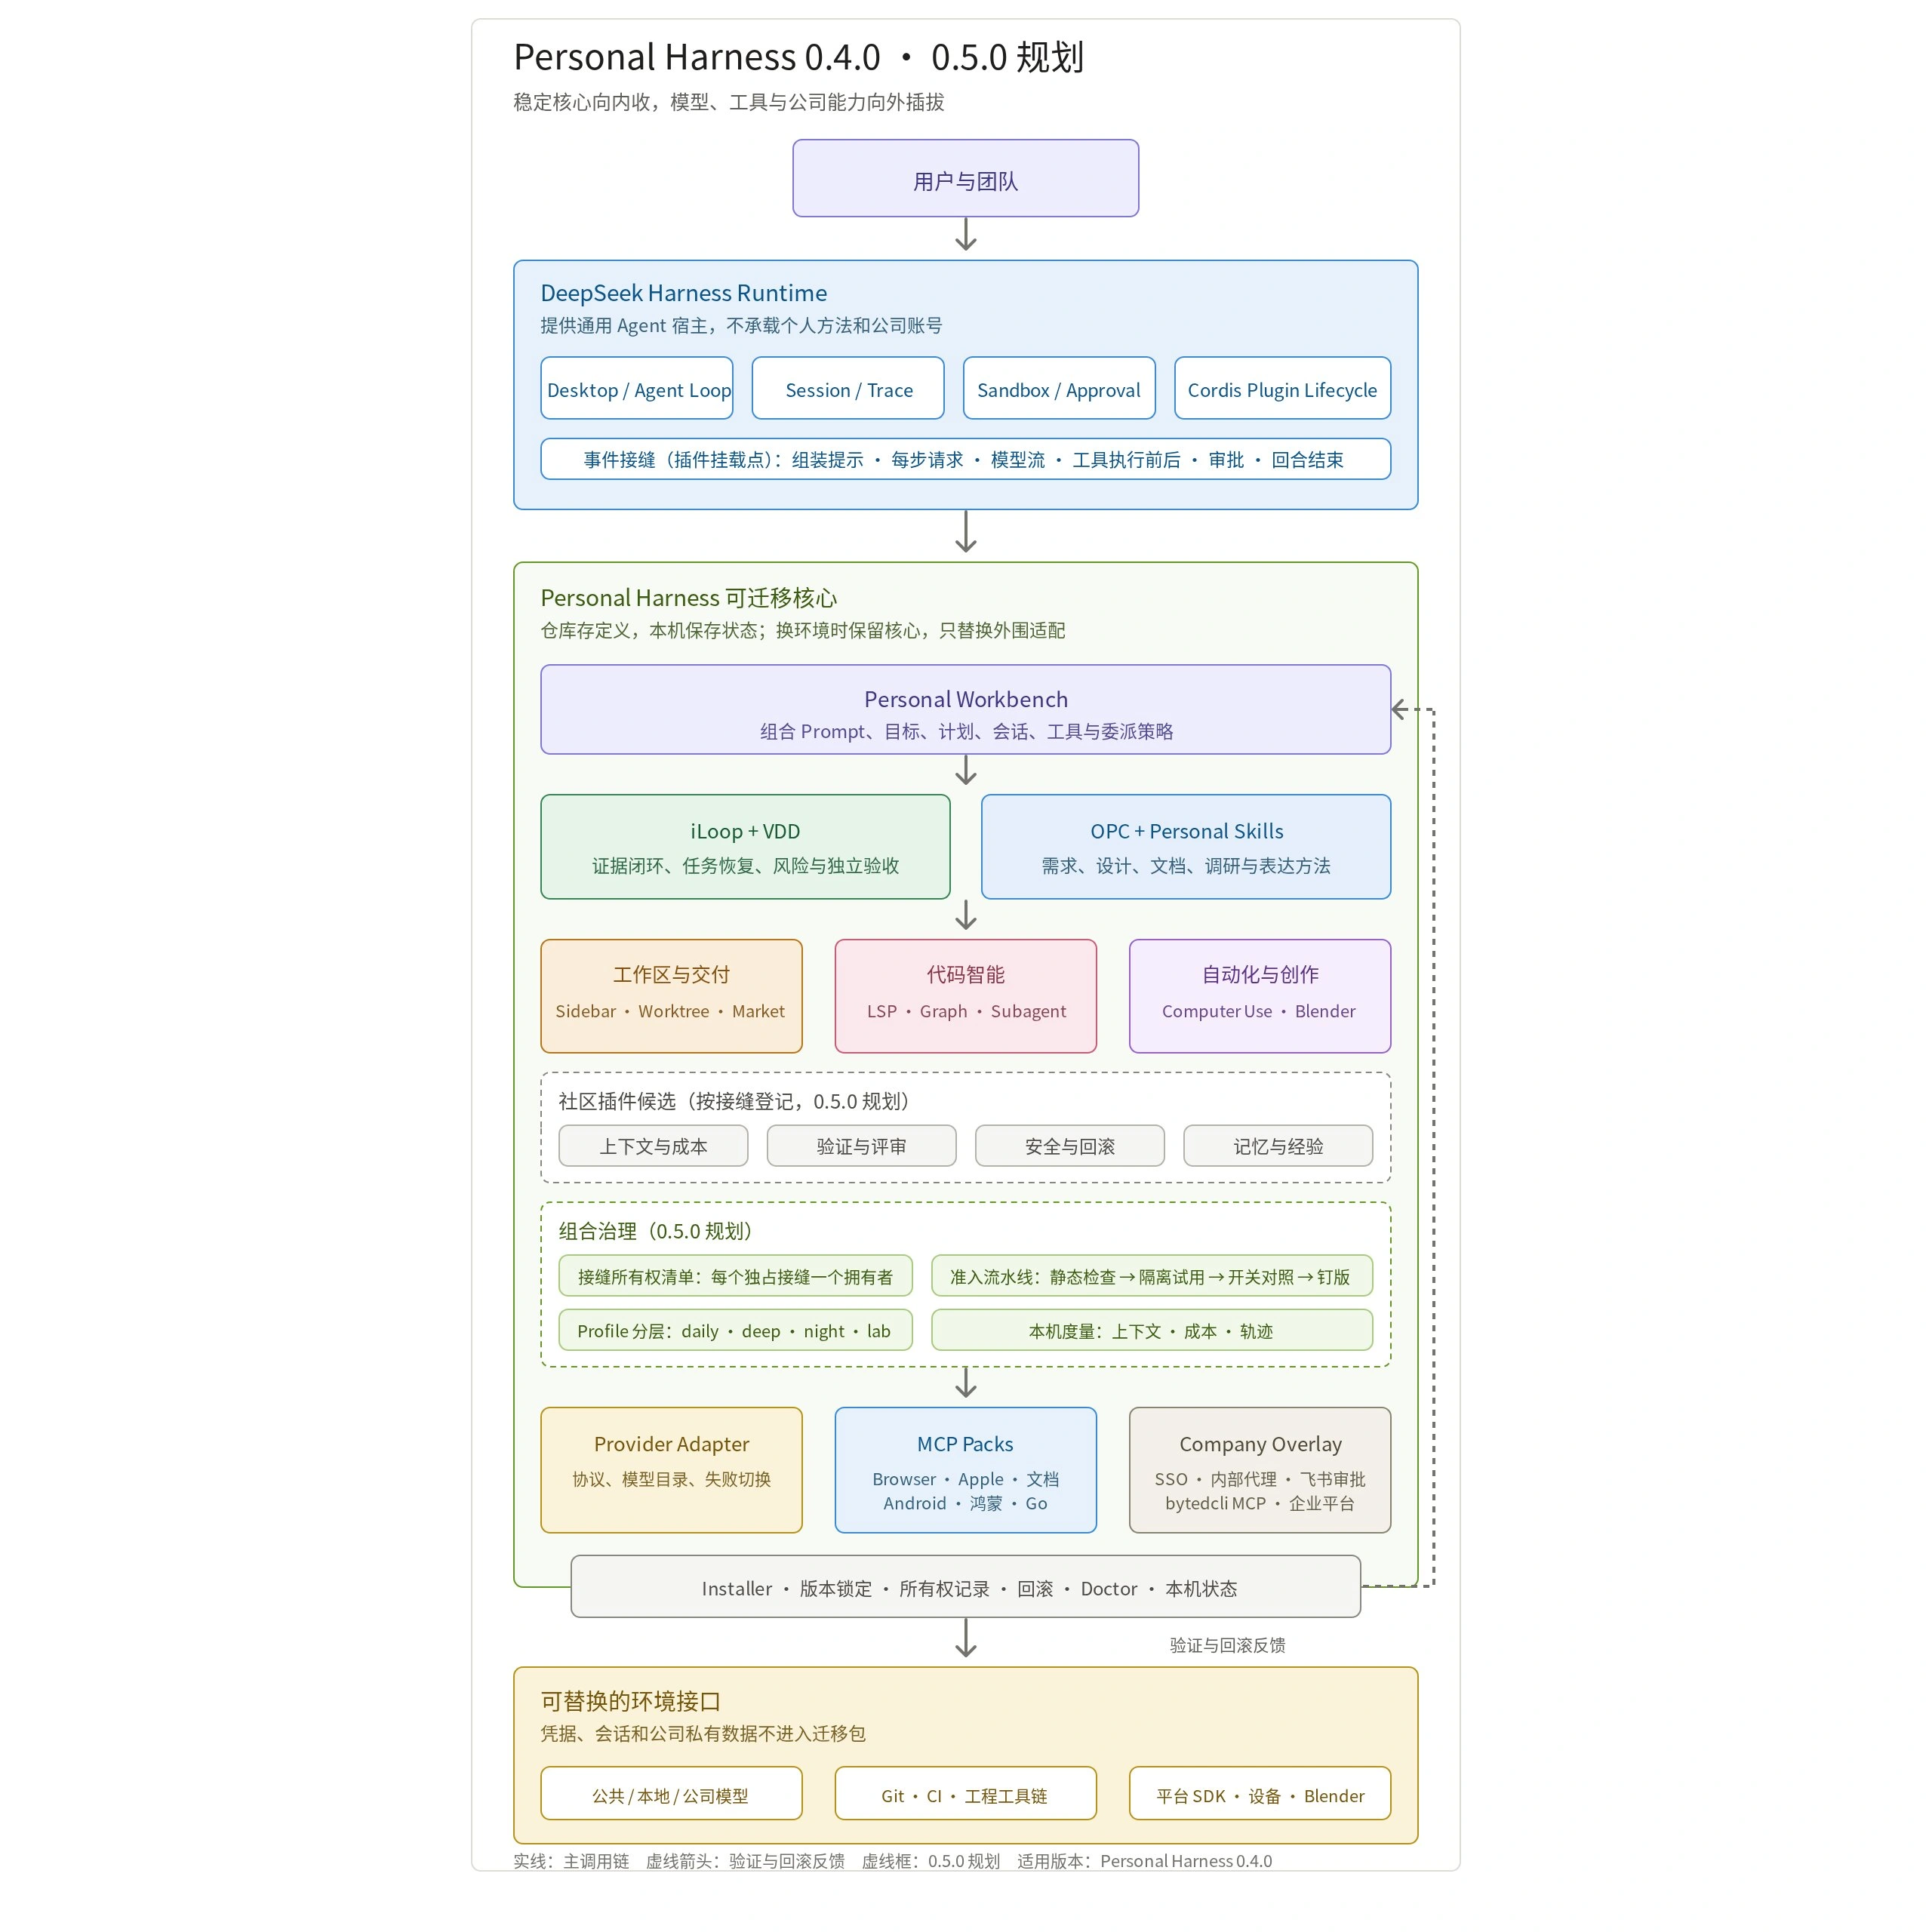 Personal Harness 0.4.0 · 0.5.0 规划
稳定核心向内收，模型、工具与公司能力向外插拔
用户与团队
DeepSeek Harness Runtime
提供通用 Agent 宿主，不承载个人方法和公司账号
Desktop / Agent Loop
Session / Trace
Sandbox / Approval
Cordis Plugin Lifecycle
事件接缝（插件挂载点）：组装提示 · 每步请求 · 模型流 · 工具执行前后 · 审批 · 回合结束
Personal Harness 可迁移核心
仓库存定义，本机保存状态；换环境时保留核心，只替换外围适配
Personal Workbench
组合 Prompt、目标、计划、会话、工具与委派策略
iLoop + VDD
证据闭环、任务恢复、风险与独立验收
OPC + Personal Skills
需求、设计、文档、调研与表达方法
工作区与交付
Sidebar · Worktree · Market
代码智能
LSP · Graph · Subagent
自动化与创作
Computer Use · Blender
社区插件候选（按接缝登记，0.5.0 规划）
上下文与成本
验证与评审
安全与回滚
记忆与经验
组合治理（0.5.0 规划）
接缝所有权清单：每个独占接缝一个拥有者
准入流水线：静态检查 → 隔离试用 → 开关对照 → 钉版
Profile 分层：daily · deep · night · lab
本机度量：上下文 · 成本 · 轨迹
Provider Adapter
协议、模型目录、失败切换
MCP Packs
Browser · Apple · 文档
Android · 鸿蒙 · Go
Company Overlay
SSO · 内部代理 · 飞书审批
bytedcli MCP · 企业平台
Installer · 版本锁定 · 所有权记录 · 回滚 · Doctor · 本机状态
验证与回滚反馈
可替换的环境接口
凭据、会话和公司私有数据不进入迁移包
公共 / 本地 / 公司模型
Git · CI · 工程工具链
平台 SDK · 设备 · Blender
实线：主调用链 虚线箭头：验证与回滚反馈 虚线框：0.5.0 规划 适用版本：Personal Harness 0.4.0